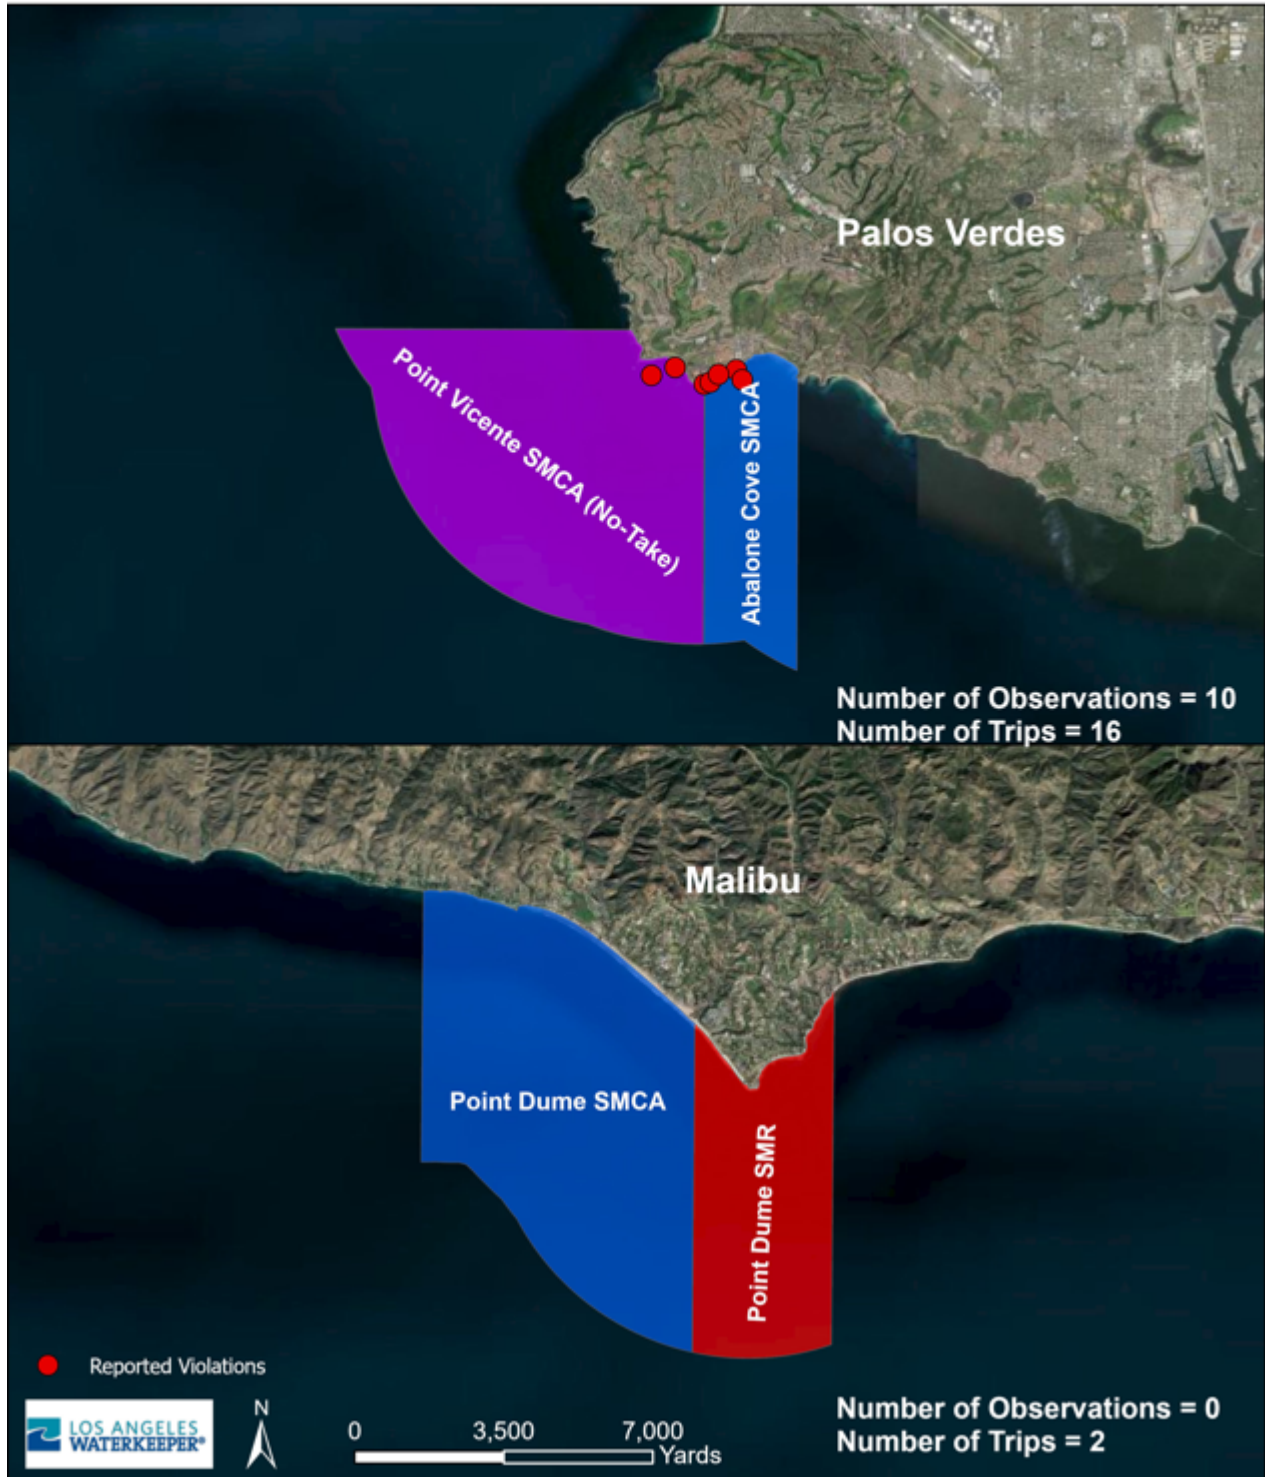 Palos Verdes
Point Vicente SMCA (No-Take)
Abalone Cove SMCA
Number of Observations = 10
Number of Trips = 16
Malibu
Point Dume SMCA
Point Dume SMR
Reported Violations
LOS ANGELES
WATERKEEPER®
N
0 3,500 7,000
Yards
Number of Observations = 0
Number of Trips = 2